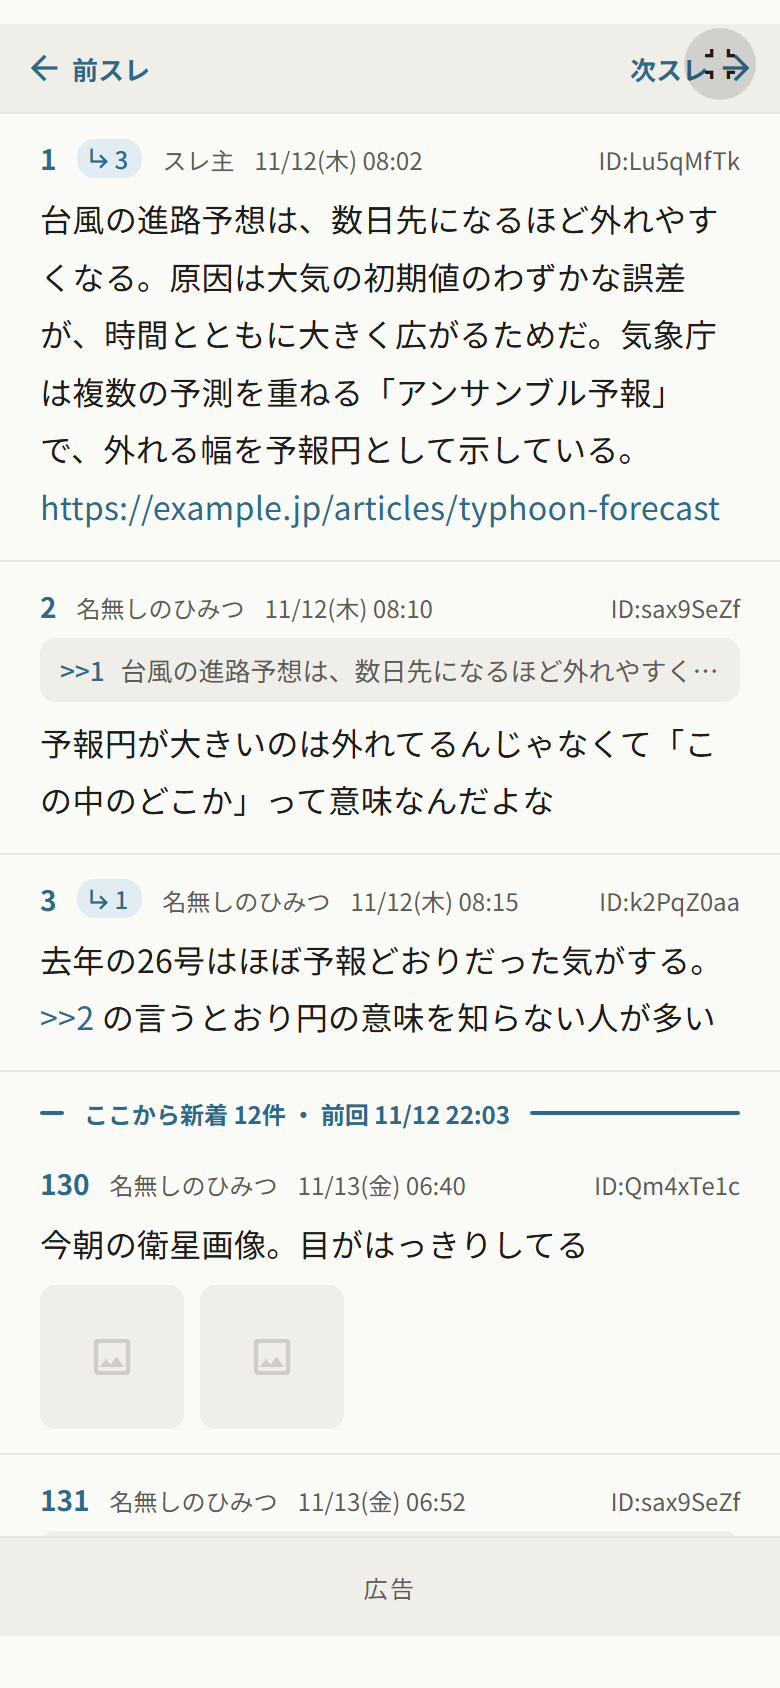 前スレ 次スレ
1 3 スレ主 11/12(木) 08:02 ID:Lu5qMfTk
台風の進路予想は、数日先になるほど外れやす
くなる。原因は大気の初期値のわずかな誤差
が、時間とともに大きく広がるためだ。気象庁
は複数の予測を重ねる「アンサンブル予報」
で、外れる幅を予報円として示している。
https://example.jp/articles/typhoon-forecast
2 名無しのひみつ 11/12(木) 08:10 ID:sax9SeZf
>>1 台風の進路予想は、数日先になるほど外れやすく…
予報円が大きいのは外れてるんじゃなくて「こ
の中のどこか」って意味なんだよな
3 1 名無しのひみつ 11/12(木) 08:15 ID:k2PqZ0aa
去年の26号はほぼ予報どおりだった気がする。
>>2 の言うとおり円の意味を知らない人が多い
ここから新着 12件 ・ 前回 11/12 22:03
130 名無しのひみつ 11/13(金) 06:40 ID:Qm4xTe1c
今朝の衛星画像。目がはっきりしてる
131 名無しのひみつ 11/13(金) 06:52 ID:sax9SeZf
広告